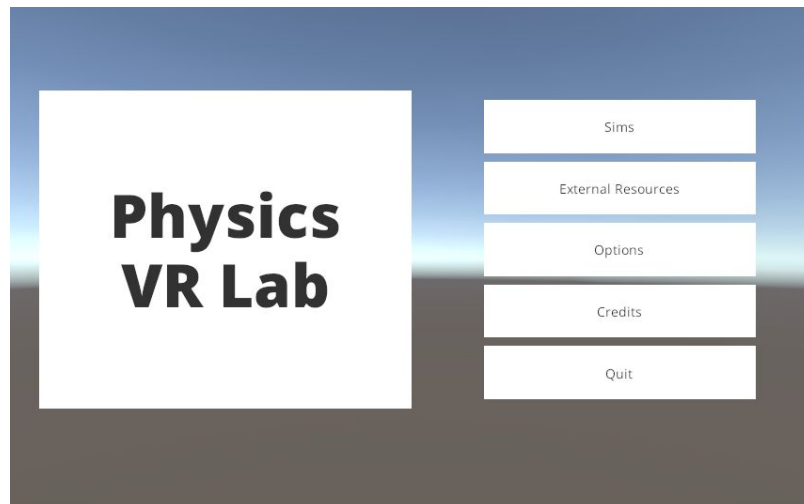 Physics
VR Lab
Sims
External Resources
Options
Credits
Quit